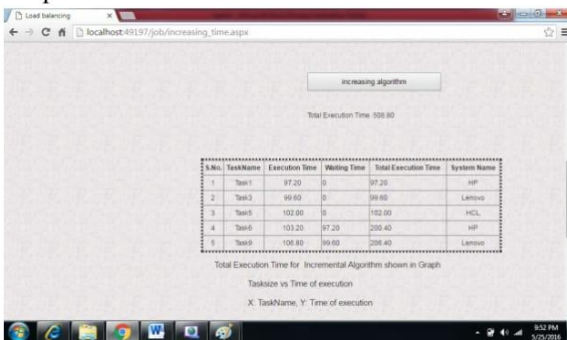 Load balancing
localhost:49197/job/increasing_time.aspx
increasing algorithm
Total Execution Time :508.80
S.No. TaskName Execution Time Waiting Time Total Execution Time System Name
1 Task1 97.20 0 97.20 HP
2 Task3 99.60 0 99.60 Lenovo
3 Task5 102.00 0 102.00 HCL
4 Task6 103.20 97.20 200.40 HP
5 Task9 106.80 99.60 206.40 Lenovo
Total Execution Time for Incremental Algorithm shown in Graph
Tasksize vs Time of execution
X: TaskName, Y: Time of execution
9:52 PM
5/25/2016